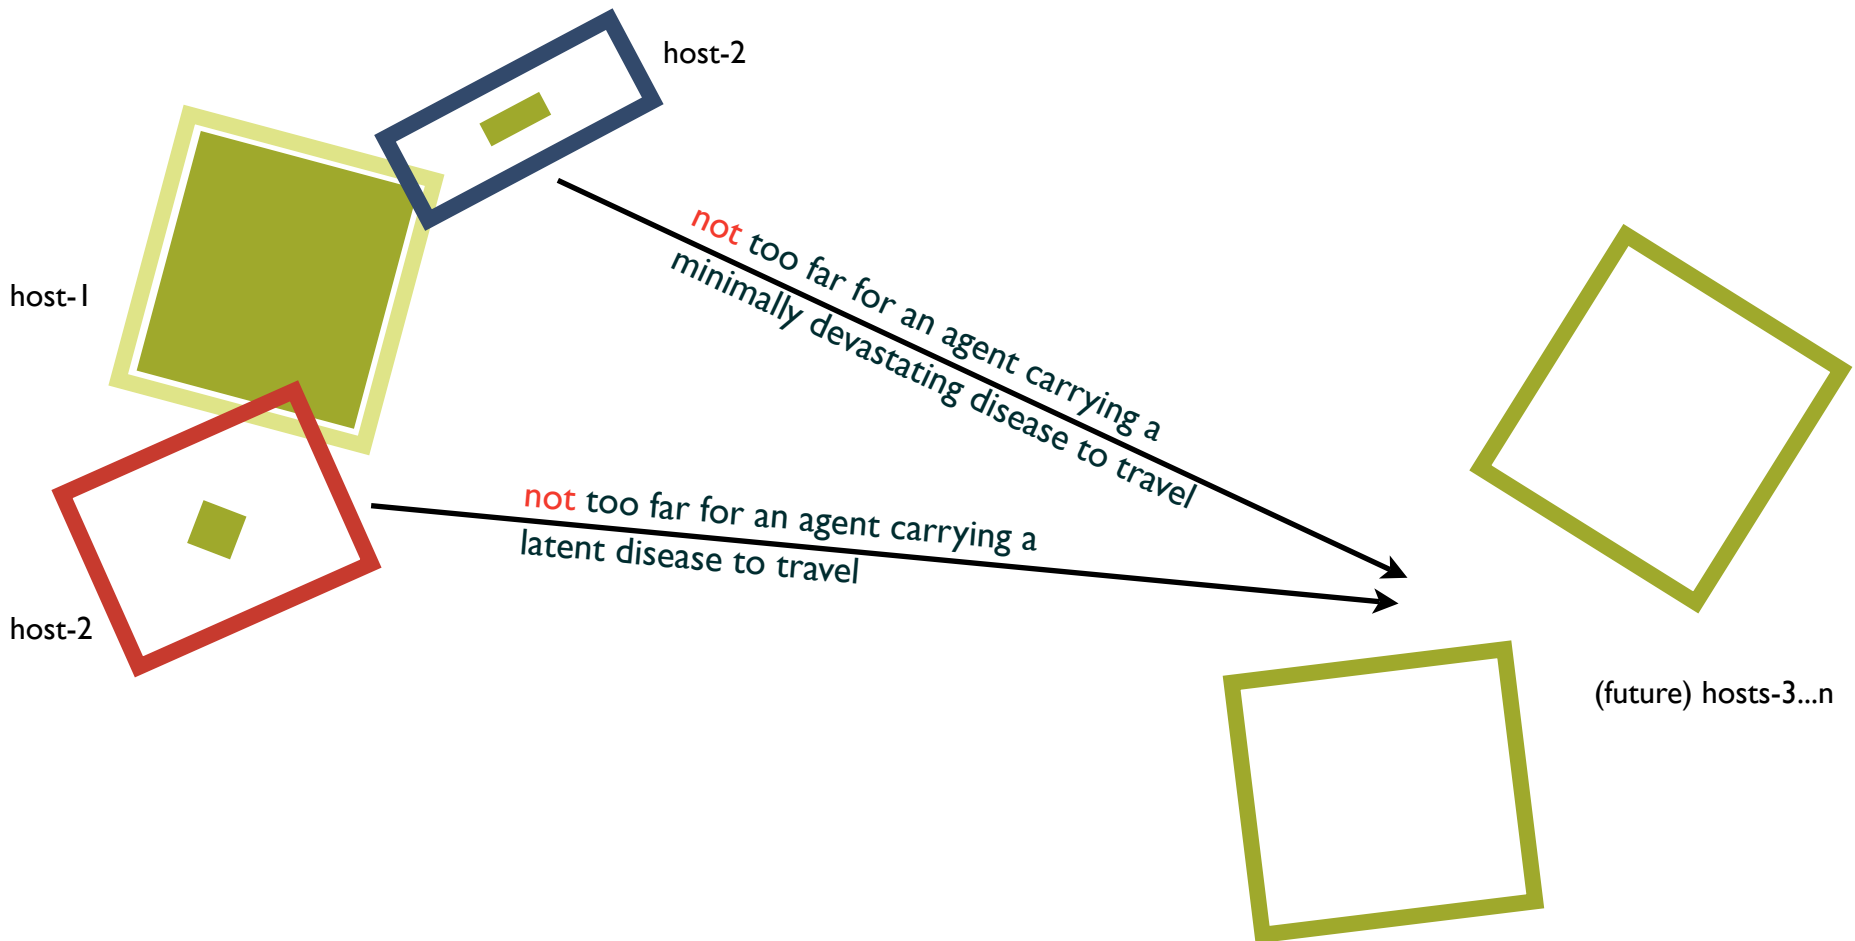 host-2
not too far for an agent carrying a
minimally devastating disease to travel
host-1
not too far for an agent carrying a
latent disease to travel
host-2
(future) hosts-3...n